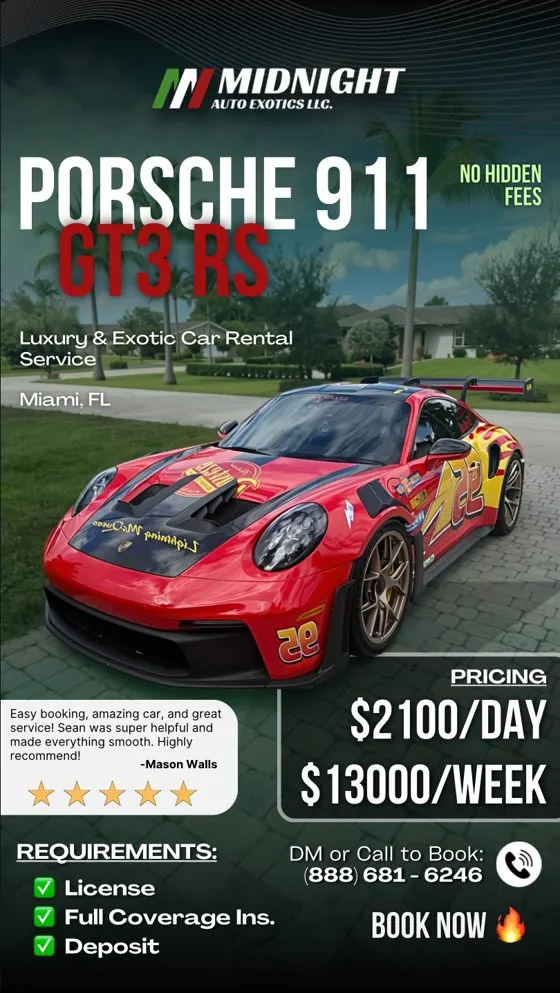 MIDNIGHT
AUTO EXOTICS LLC.
PORSCHE 911
GT3 RS
NO HIDDEN
FEES
Luxury & Exotic Car Rental
Service
Miami, FL
Lightning McQueen
95
95
PRICING
$2100/DAY
$13000/WEEK
Easy booking, amazing car, and great
service! Sean was super helpful and
made everything smooth. Highly
recommend!
-Mason Walls
REQUIREMENTS:
✅ License
✅ Full Coverage Ins.
✅ Deposit
DM or Call to Book:
(888) 681 - 6246
BOOK NOW 🔥